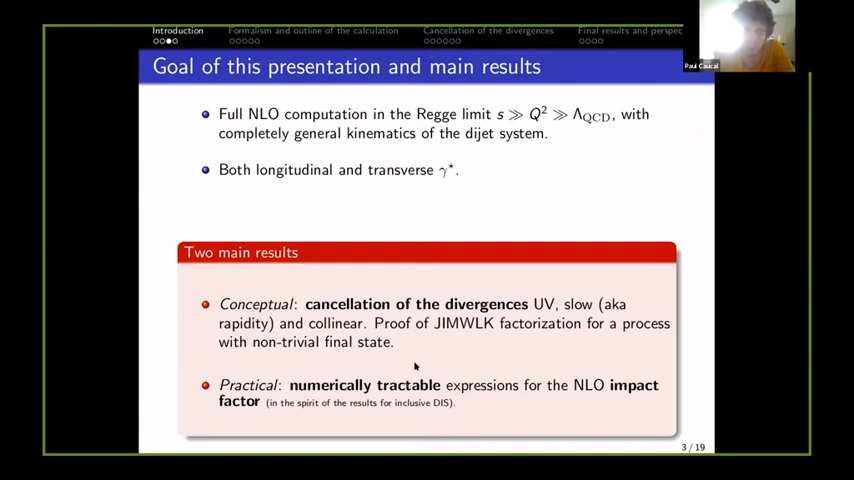 Introduction
Formalism and outline of the calculation
Cancellation of the divergences
Final results and perspec
Paul Caucal
Goal of this presentation and main results
Full NLO computation in the Regge limit s ≫ Q² ≫ Λ_QCD, with
completely general kinematics of the dijet system.
Both longitudinal and transverse γ⋆.
Two main results
Conceptual: cancellation of the divergences UV, slow (aka
rapidity) and collinear. Proof of JIMWLK factorization for a process
with non-trivial final state.
Practical: numerically tractable expressions for the NLO impact
factor (in the spirit of the results for inclusive DIS).
3 / 19